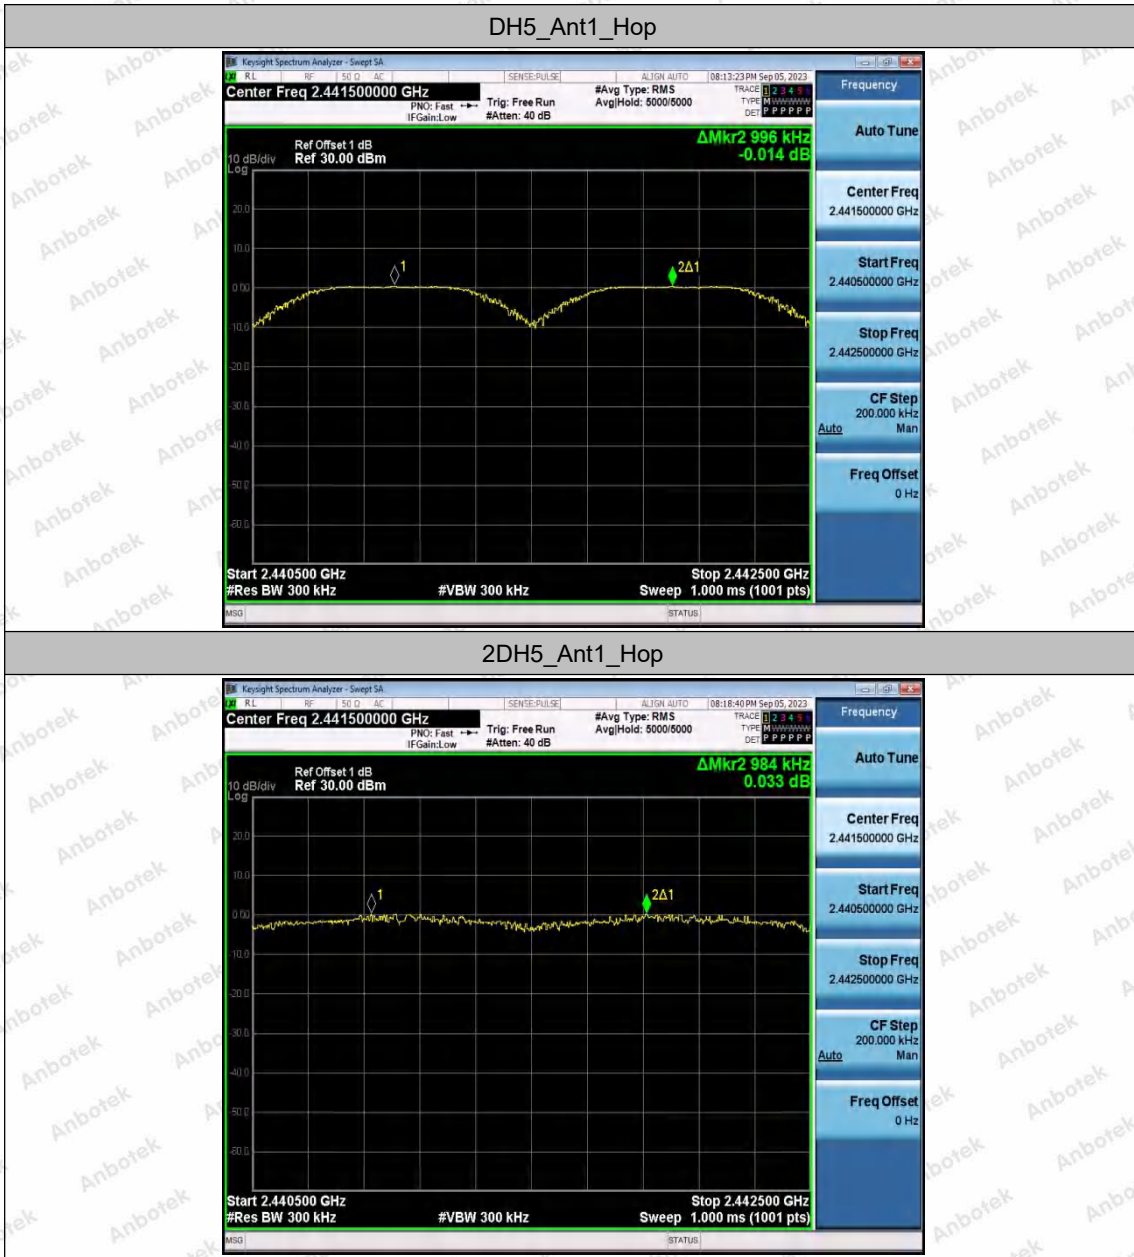 DH5_Ant1_Hop
Keysight Spectrum Analyzer - Swept SA
RL RF 50 Ω AC SENSE:PULSE ALIGN AUTO 08:13:23 PM Sep 05, 2023
Center Freq 2.441500000 GHz
PNO: Fast
IFGain:Low
Trig: Free Run
#Atten: 40 dB
#Avg Type: RMS
Avg|Hold: 5000/5000
TRACE 1 2 3 4 5 6
TYPE M WWWWW
DET P P P P P P
Frequency
Auto Tune
Center Freq
2.441500000 GHz
Start Freq
2.440500000 GHz
Stop Freq
2.442500000 GHz
CF Step
200.000 kHz
Auto Man
Freq Offset
0 Hz
ΔMkr2 996 kHz
-0.014 dB
Ref Offset 1 dB
10 dB/div Ref 30.00 dBm
Log
20.0
10.0
1
2Δ1
0.00
-10.0
-20.0
-30.0
-40.0
-50.0
-60.0
Start 2.440500 GHz Stop 2.442500 GHz
#Res BW 300 kHz #VBW 300 kHz Sweep 1.000 ms (1001 pts)
MSG STATUS
2DH5_Ant1_Hop
Keysight Spectrum Analyzer - Swept SA
RL RF 50 Ω AC SENSE:PULSE ALIGN AUTO 08:18:40 PM Sep 05, 2023
Center Freq 2.441500000 GHz
PNO: Fast
IFGain:Low
Trig: Free Run
#Atten: 40 dB
#Avg Type: RMS
Avg|Hold: 5000/5000
TRACE 1 2 3 4 5 6
TYPE M WWWWW
DET P P P P P P
Frequency
Auto Tune
Center Freq
2.441500000 GHz
Start Freq
2.440500000 GHz
Stop Freq
2.442500000 GHz
CF Step
200.000 kHz
Auto Man
Freq Offset
0 Hz
ΔMkr2 984 kHz
0.033 dB
Ref Offset 1 dB
10 dB/div Ref 30.00 dBm
Log
20.0
10.0
1
2Δ1
0.00
-10.0
-20.0
-30.0
-40.0
-50.0
-60.0
Start 2.440500 GHz Stop 2.442500 GHz
#Res BW 300 kHz #VBW 300 kHz Sweep 1.000 ms (1001 pts)
MSG STATUS
Anbotek